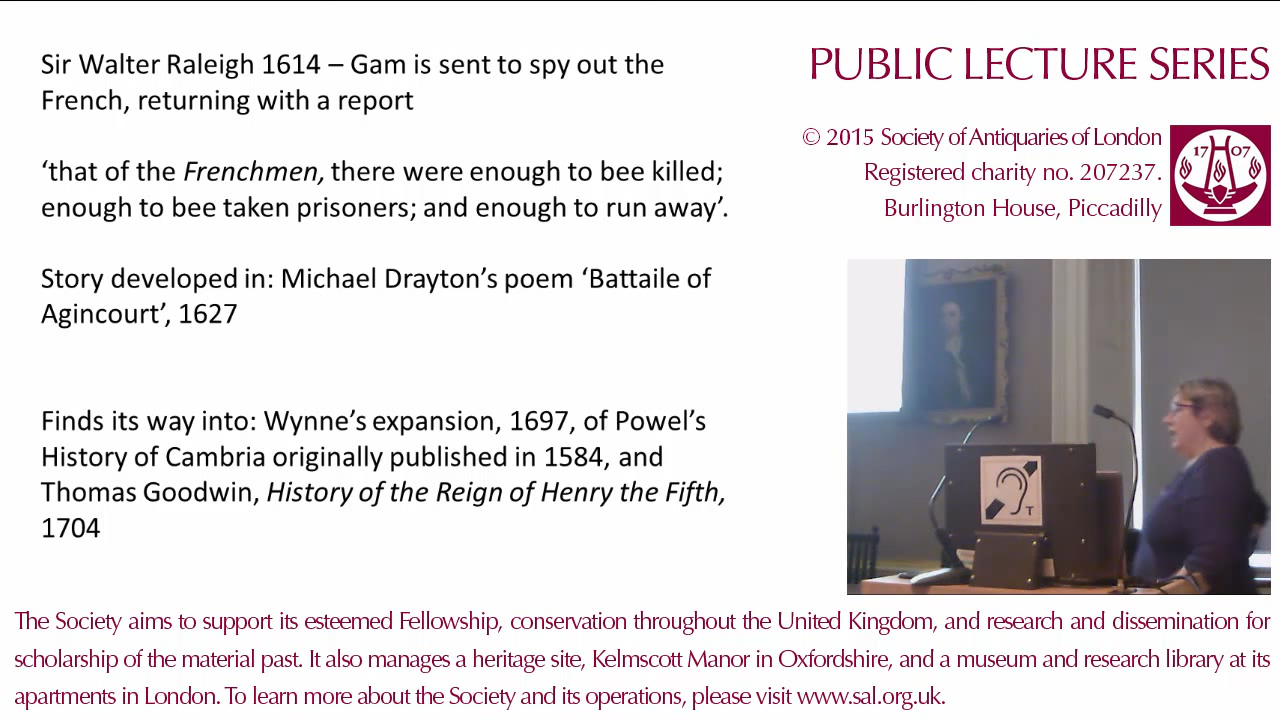 Sir Walter Raleigh 1614 – Gam is sent to spy out the
French, returning with a report
‘that of the Frenchmen, there were enough to bee killed;
enough to bee taken prisoners; and enough to run away’.
Story developed in: Michael Drayton’s poem ‘Battaile of
Agincourt’, 1627
Finds its way into: Wynne’s expansion, 1697, of Powel’s
History of Cambria originally published in 1584, and
Thomas Goodwin, History of the Reign of Henry the Fifth,
1704
PUBLIC LECTURE SERIES
© 2015 Society of Antiquaries of London
Registered charity no. 207237.
Burlington House, Piccadilly
17 07
T
The Society aims to support its esteemed Fellowship, conservation throughout the United Kingdom, and research and dissemination for
scholarship of the material past. It also manages a heritage site, Kelmscott Manor in Oxfordshire, and a museum and research library at its
apartments in London. To learn more about the Society and its operations, please visit www.sal.org.uk.